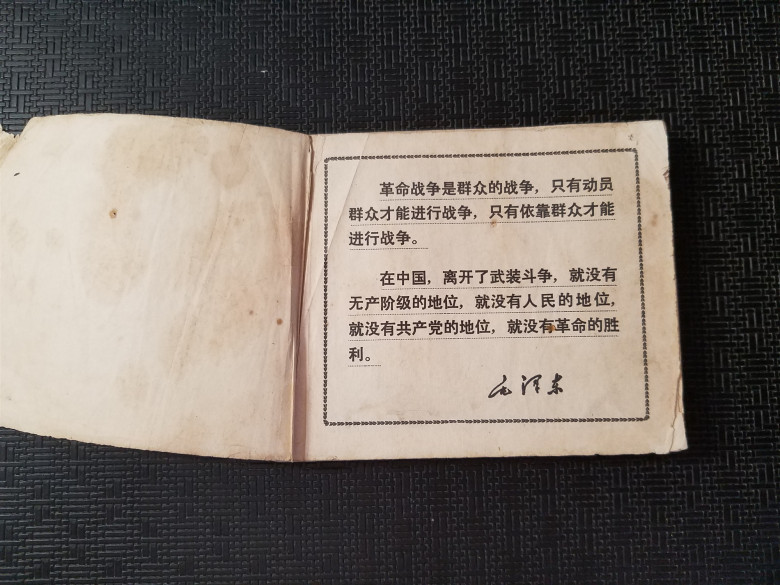 革命战争是群众的战争，只有动员
群众才能进行战争，只有依靠群众才能
进行战争。
在中国，离开了武装斗争，就没有
无产阶级的地位，就没有人民的地位，
就没有共产党的地位，就没有革命的胜
利。
毛泽东